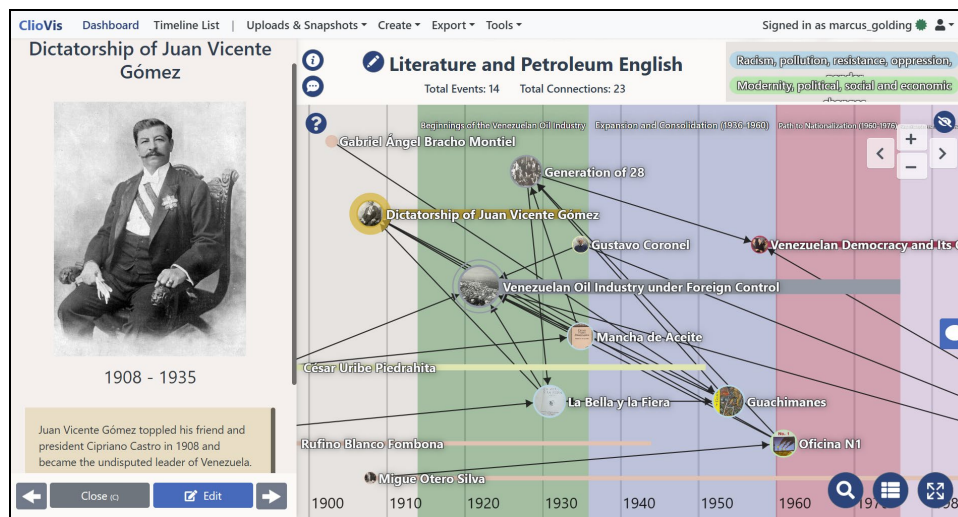 ClioVis Dashboard Timeline List | Uploads & Snapshots Create Export Tools Signed in as marcus_golding
Dictatorship of Juan Vicente
Gómez
1908 - 1935
Juan Vicente Gómez toppled his friend and
president Cipriano Castro in 1908 and
became the undisputed leader of Venezuela.
Close (C)
Edit
Literature and Petroleum English
Total Events: 14 Total Connections: 23
Racism, pollution, resistance, oppression,
Modernity, political, social and economic
Beginnings of the Venezuelan Oil Industry Expansion and Consolidation (1936-1960) Path to Nationalization (1960-1976)
Gabriel Ángel Bracho Montiel
Generation of 28
Dictatorship of Juan Vicente Gómez
Gustavo Coronel
Venezuelan Democracy and Its
Venezuelan Oil Industry under Foreign Control
Mancha de Aceite
César Uribe Piedrahita
La Bella y la Fiera
Guachimanes
Rufino Blanco Fombona
Oficina N1
Migue Otero Silva
1900 1910 1920 1930 1940 1950 1960